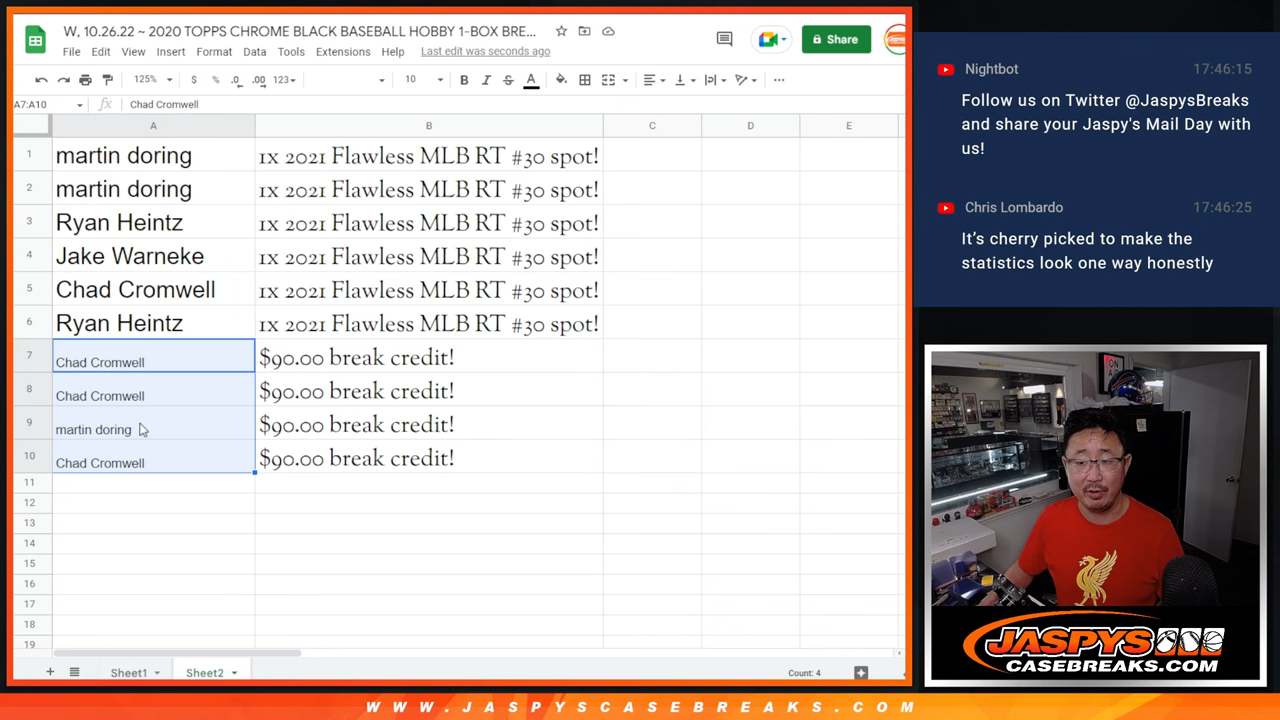 W, 10.26.22 ~ 2020 TOPPS CHROME BLACK BASEBALL HOBBY 1-BOX BRE...
File Edit View Insert Format Data Tools Extensions Help Last edit was seconds ago
Share
125% $ % .0 .00 123 10 B I S A
A7:A10 fx Chad Cromwell
A B C D E
1 martin doring 1x 2021 Flawless MLB RT #30 spot!
2 martin doring 1x 2021 Flawless MLB RT #30 spot!
3 Ryan Heintz 1x 2021 Flawless MLB RT #30 spot!
4 Jake Warneke 1x 2021 Flawless MLB RT #30 spot!
5 Chad Cromwell 1x 2021 Flawless MLB RT #30 spot!
6 Ryan Heintz 1x 2021 Flawless MLB RT #30 spot!
7 Chad Cromwell $90.00 break credit!
8 Chad Cromwell $90.00 break credit!
9 martin doring $90.00 break credit!
10 Chad Cromwell $90.00 break credit!
11
12
13
14
15
16
17
18
19
Sheet1 Sheet2 Count: 4
Nightbot 17:46:15
Follow us on Twitter @JaspysBreaks
and share your Jaspy's Mail Day with
us!
Chris Lombardo 17:46:25
It's cherry picked to make the
statistics look one way honestly
ON
AIR
JASPYS
CASEBREAKS.COM
WWW.JASPYSCASEBREAKS.COM